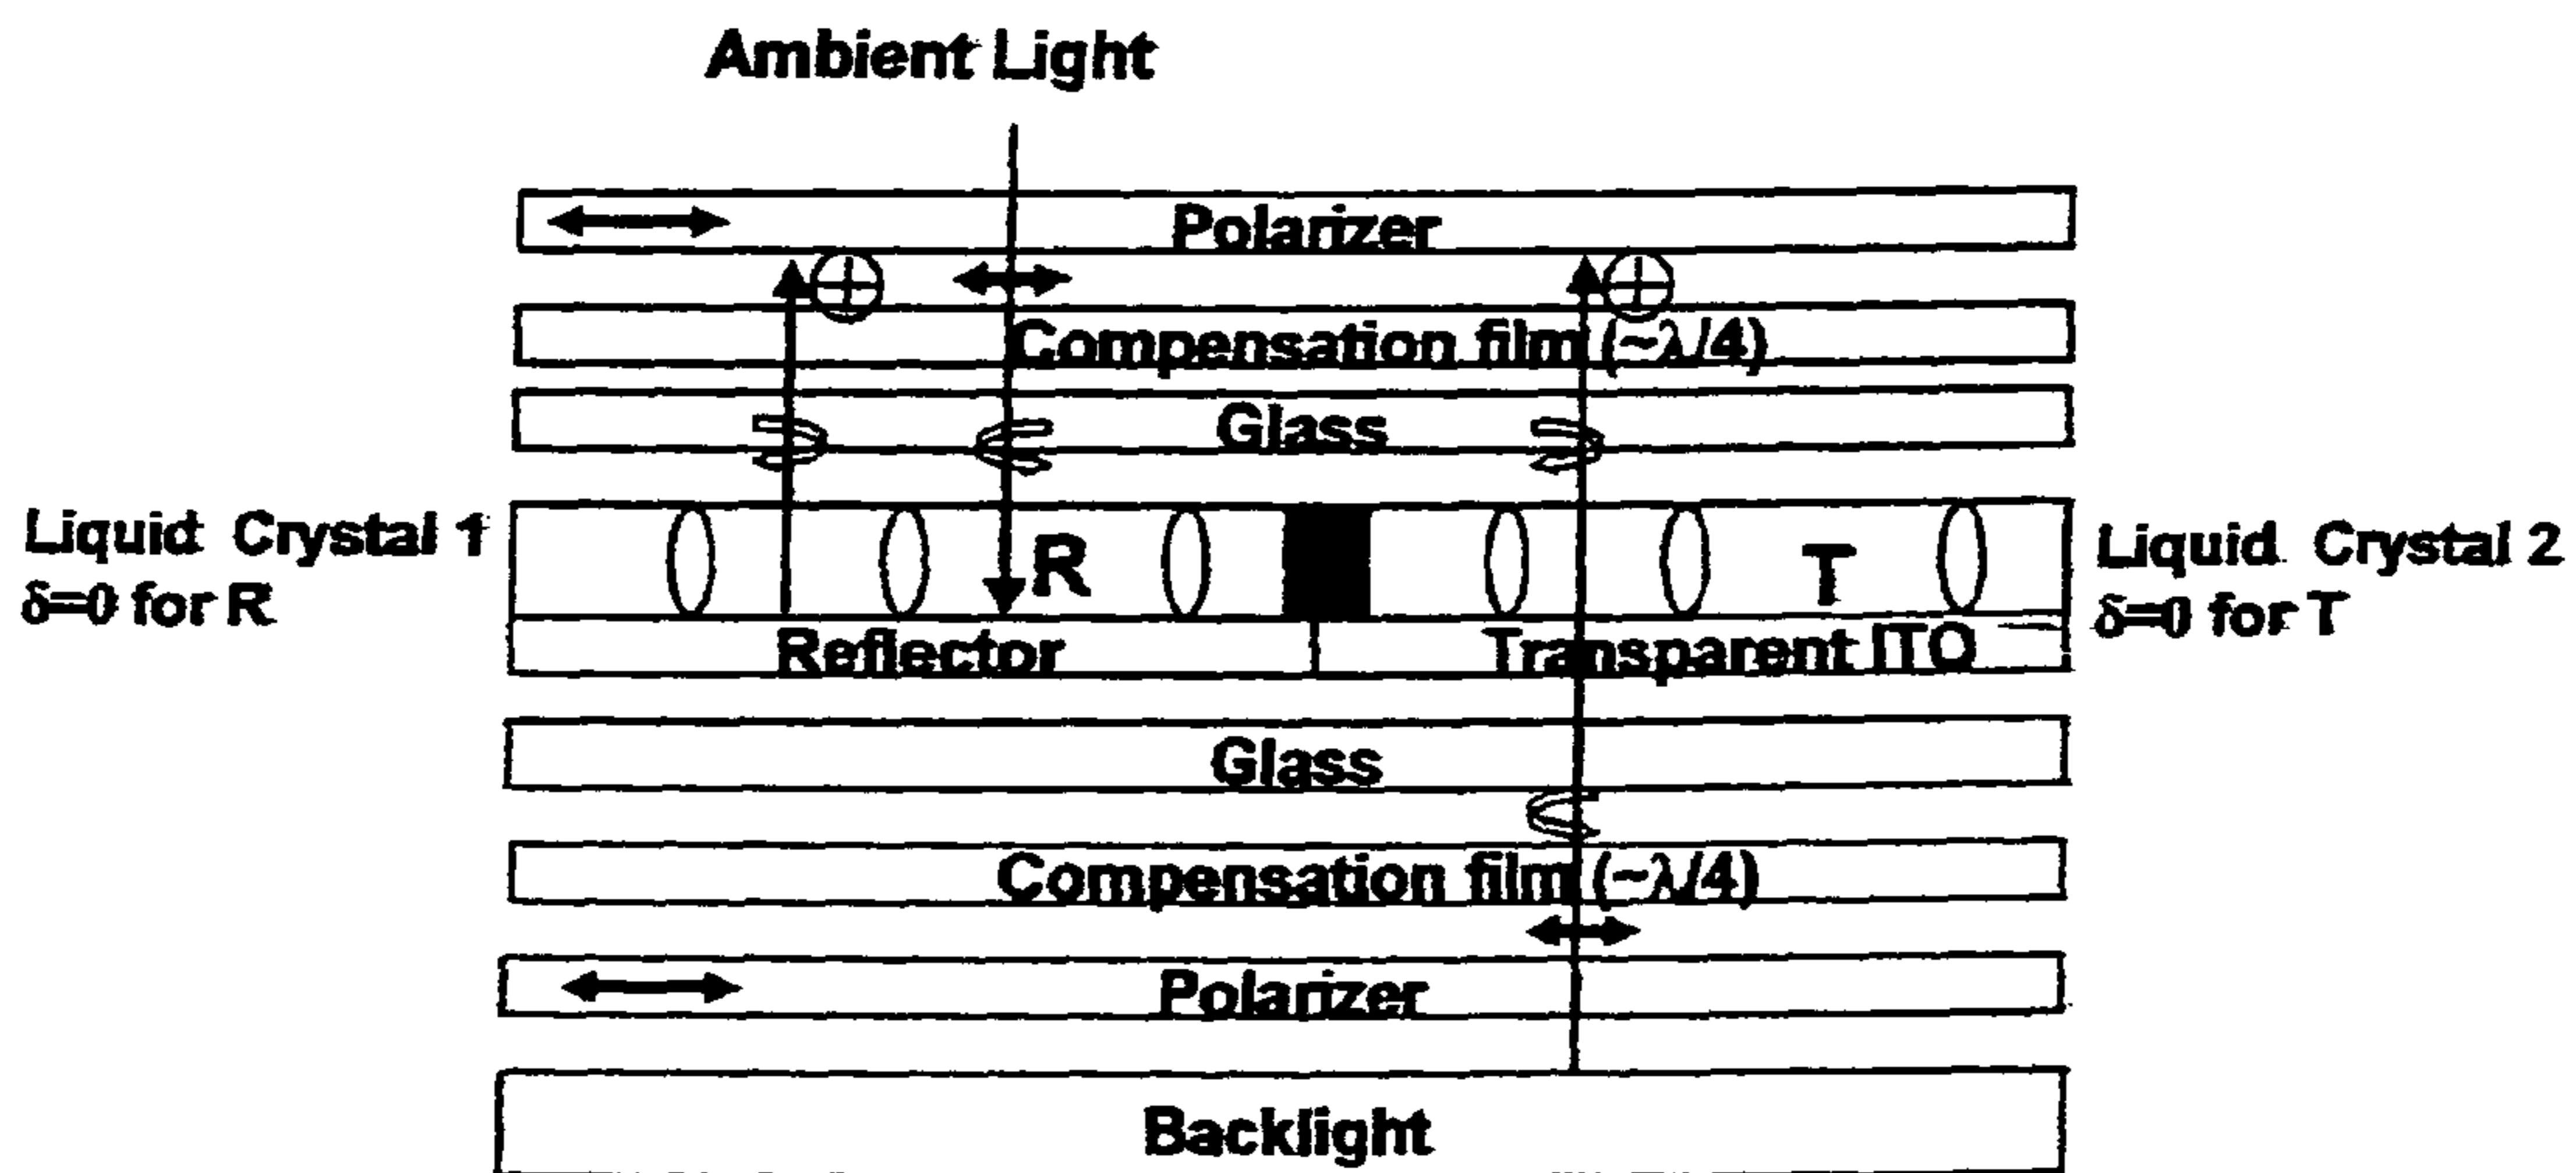 Ambient Light
Polarizer
Compensation film (~λ/4)
Glass
Liquid Crystal 1
δ=0 for R
R
T
Liquid Crystal 2
δ=0 for T
Reflector
Transparent ITO
Glass
Compensation film (~λ/4)
Polarizer
Backlight